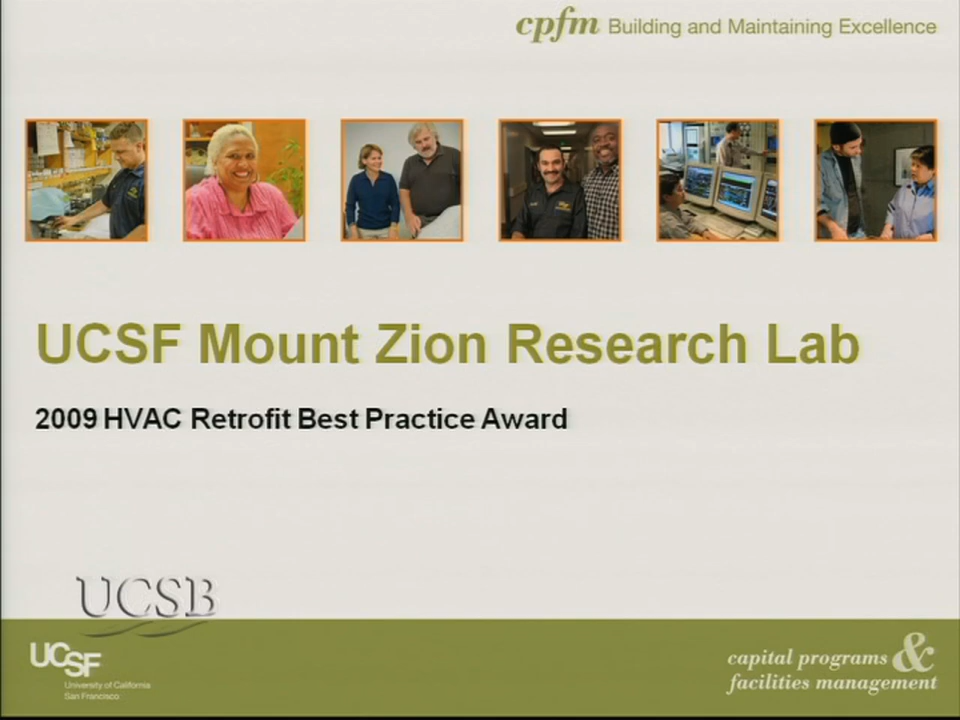 cpfm Building and Maintaining Excellence
UCSF Mount Zion Research Lab
2009 HVAC Retrofit Best Practice Award
UCSB
UCSF
University of California
San Francisco
capital programs &
facilities management